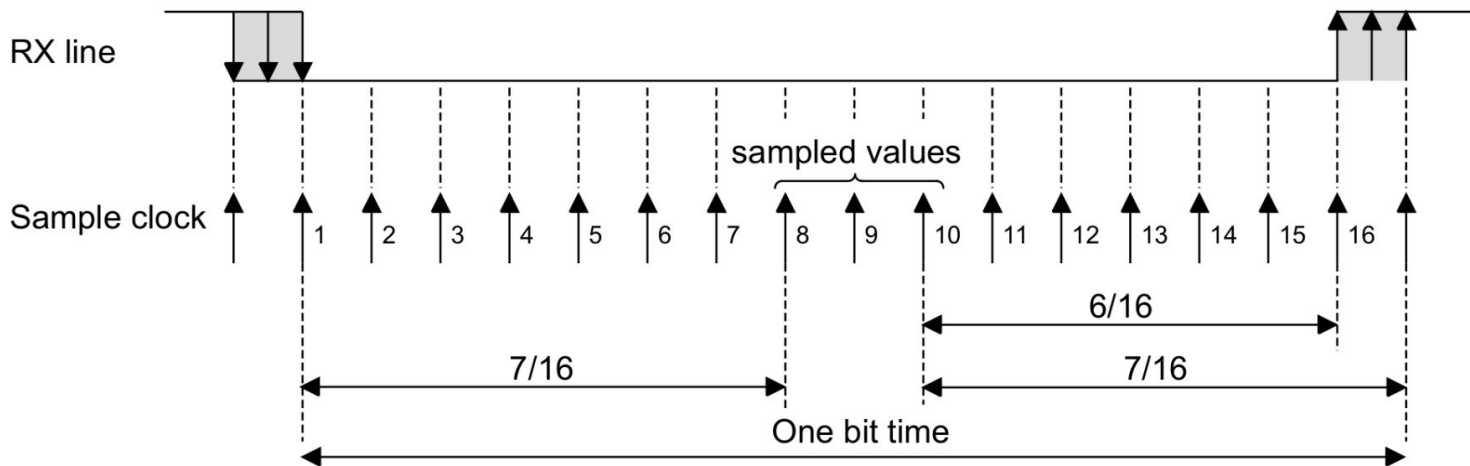 RX line
sampled values
Sample clock
1 2 3 4 5 6 7 8 9 10 11 12 13 14 15 16
6/16
7/16 7/16
One bit time